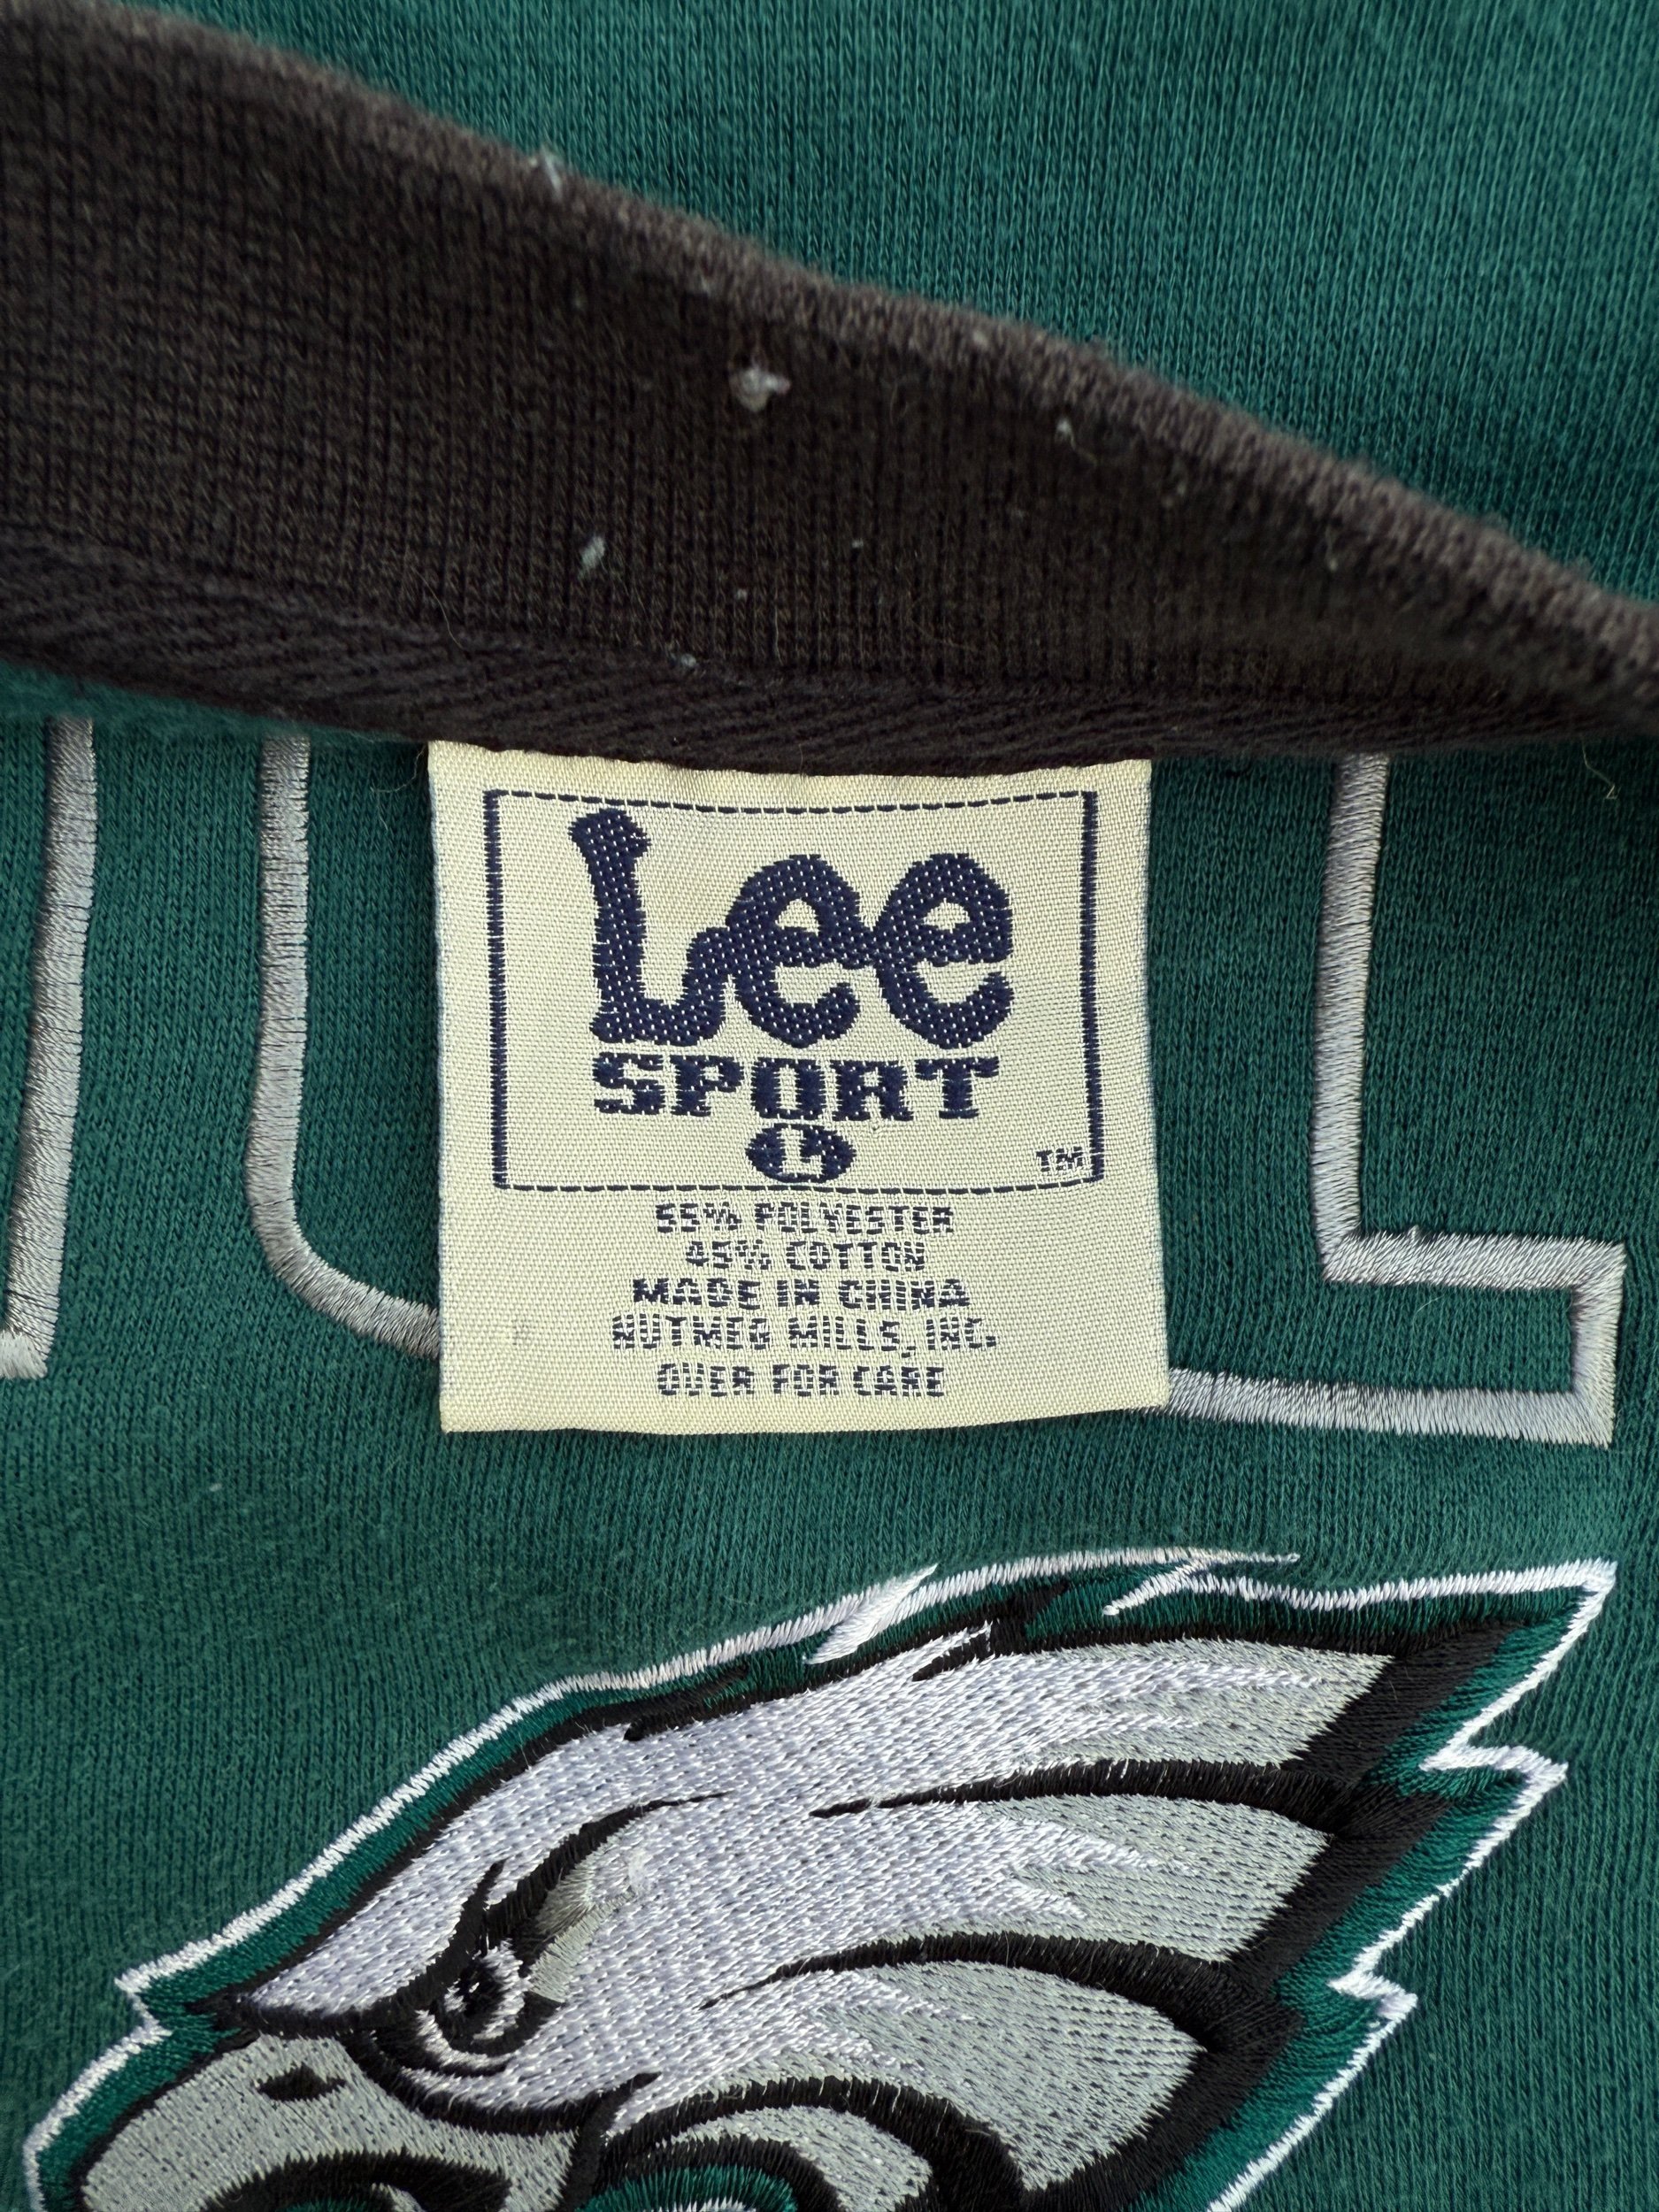 Lee
SPORT
L
TM
55% POLYESTER
45% COTTON
MADE IN CHINA
NUTMEG MILLS, INC.
OVER FOR CARE